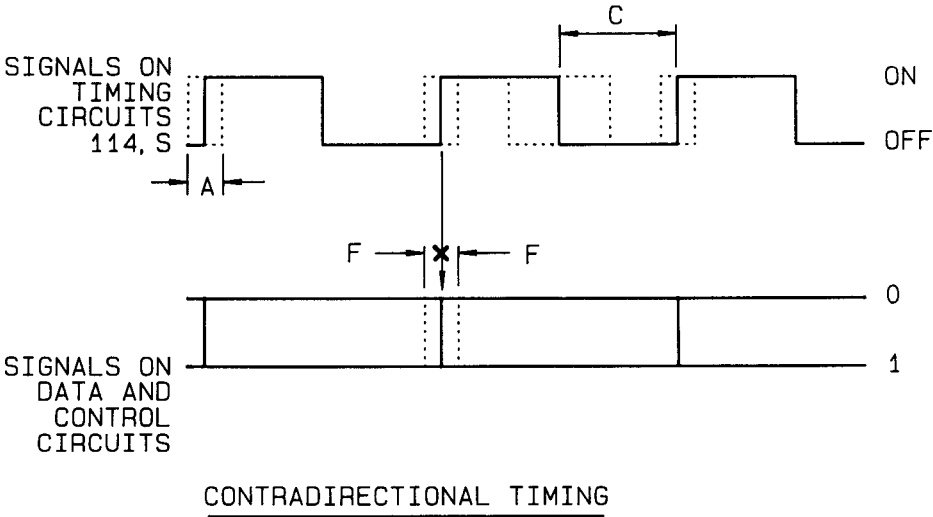 C
SIGNALS ON
TIMING
CIRCUITS
114, S
ON
OFF
A
F F
0
1
SIGNALS ON
DATA AND
CONTROL
CIRCUITS
CONTRADIRECTIONAL TIMING